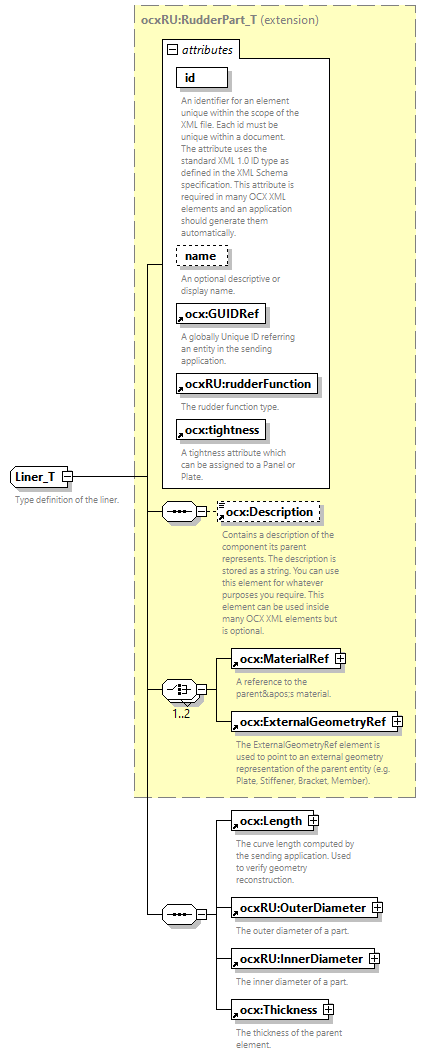 ocxRU:RudderPart_T (extension)
attributes
id
An identifier for an element
unique within the scope of the
XML file. Each id must be
unique within a document.
The attribute uses the
standard XML 1.0 ID type as
defined in the XML Schema
specification. This attribute is
required in many OCX XML
elements and an application
should generate them
automatically.
name
An optional descriptive or
display name.
ocx:GUIDRef
A globally Unique ID referring
an entity in the sending
application.
ocxRU:rudderFunction
The rudder function type.
ocx:tightness
A tightness attribute which
can be assigned to a Panel or
Plate.
Liner_T
Type definition of the liner.
ocx:Description
Contains a description of the
component its parent
represents. The description is
stored as a string. You can use
this element for whatever
purposes you require. This
element can be used inside
many OCX XML elements but
is optional.
ocx:MaterialRef
A reference to the
parent&apos;s material.
1..2
ocx:ExternalGeometryRef
The ExternalGeometryRef element is
used to point to an external geometry
representation of the parent entity (e.g.
Plate, Stiffener, Bracket, Member).
ocx:Length
The curve length computed by
the sending application. Used
to verify geometry
reconstruction.
ocxRU:OuterDiameter
The outer diameter of a part.
ocxRU:InnerDiameter
The inner diameter of a part.
ocx:Thickness
The thickness of the parent
element.